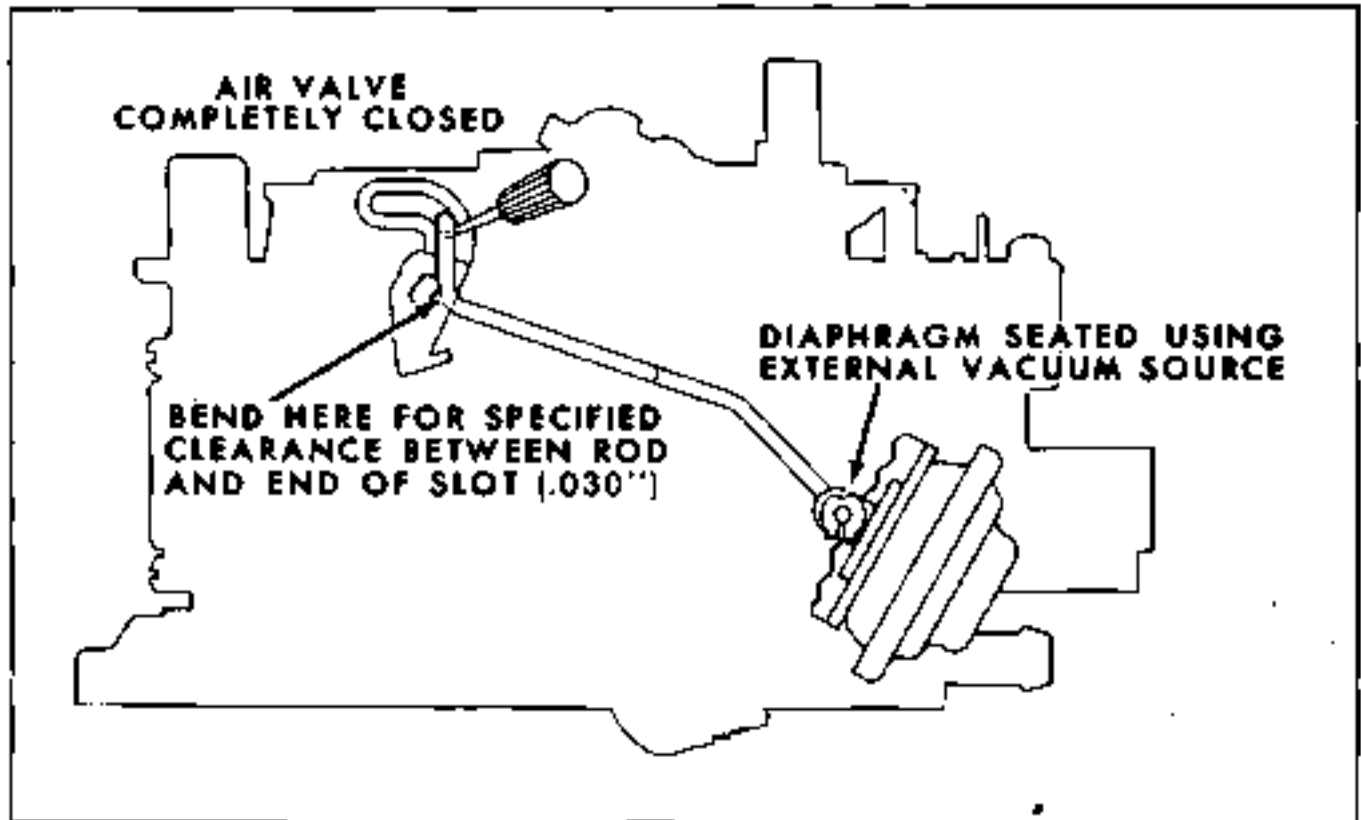 AIR VALVE
COMPLETELY CLOSED
DIAPHRAGM SEATED USING
EXTERNAL VACUUM SOURCE
BEND HERE FOR SPECIFIED
CLEARANCE BETWEEN ROD
AND END OF SLOT (.030'')